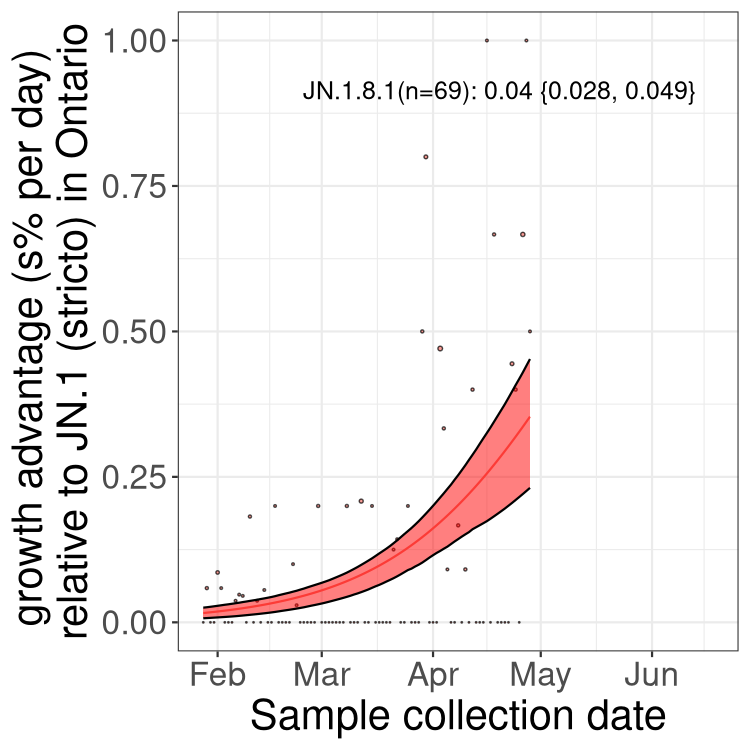 growth advantage (s% per day)
relative to JN.1 (stricto) in Ontario
1.00
0.75
0.50
0.25
0.00
JN.1.8.1(n=69): 0.04 {0.028, 0.049}
Feb Mar Apr May Jun
Sample collection date